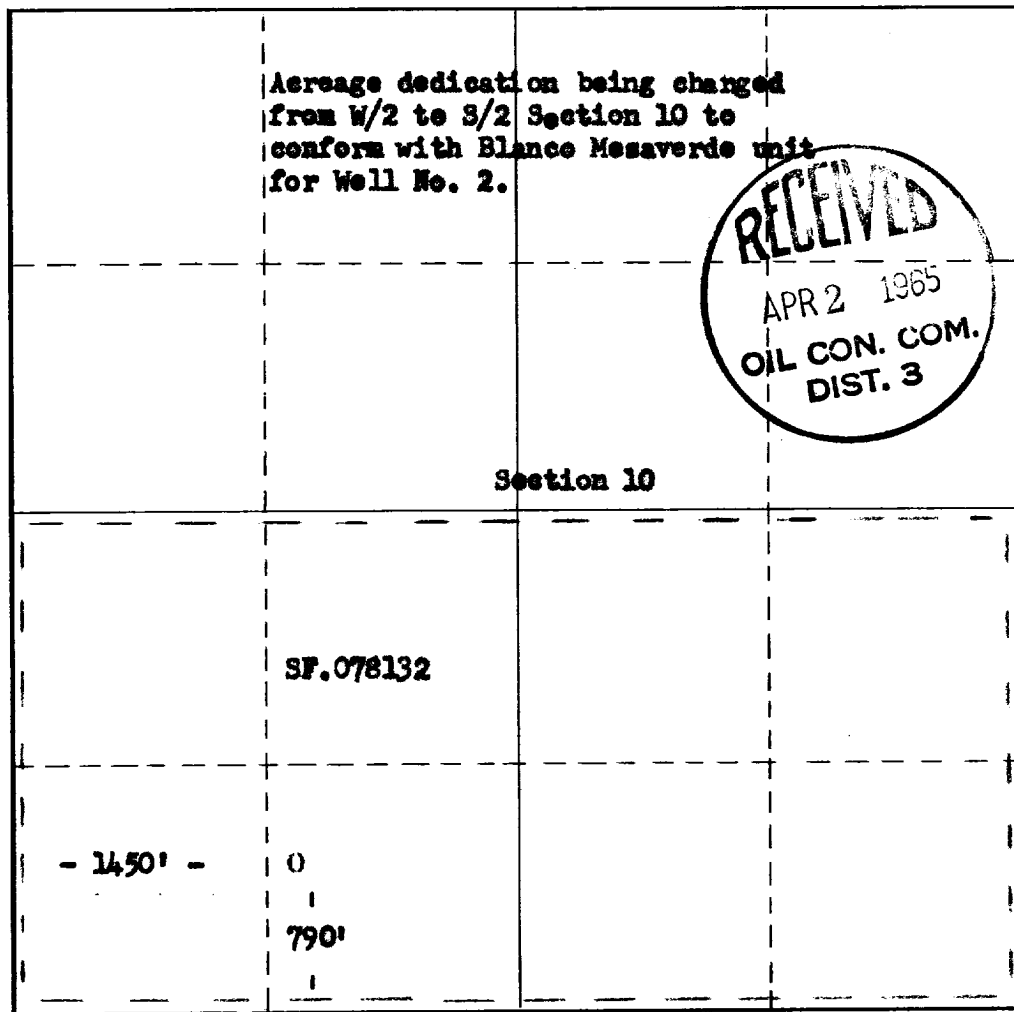 Acreage dedication being changed
from W/2 to S/2 Section 10 to
conform with Blanco Mesaverde unit
for Well No. 2.
RECEIVED
APR 2 1965
OIL CON. COM.
DIST. 3
Section 10
SF.078132
- 1450' - O
790'